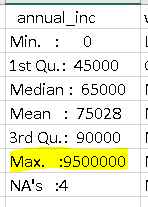 annual_inc
Min.   :      0
1st Qu.: 45000
Median : 65000
Mean   : 75028
3rd Qu.: 90000
Max.   :9500000
NA's   :4